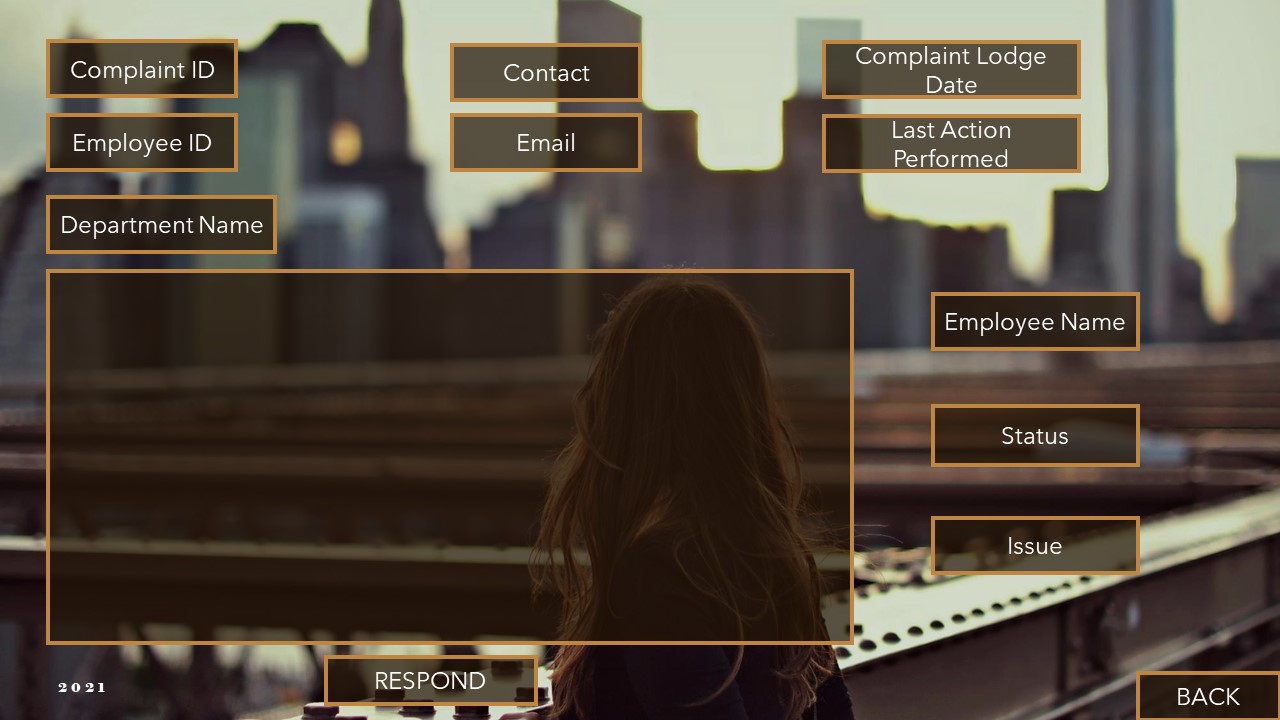 Complaint ID
Contact
Complaint Lodge
Date
Employee ID
Email
Last Action
Performed
Department Name
Employee Name
Status
Issue
RESPOND
2021
BACK